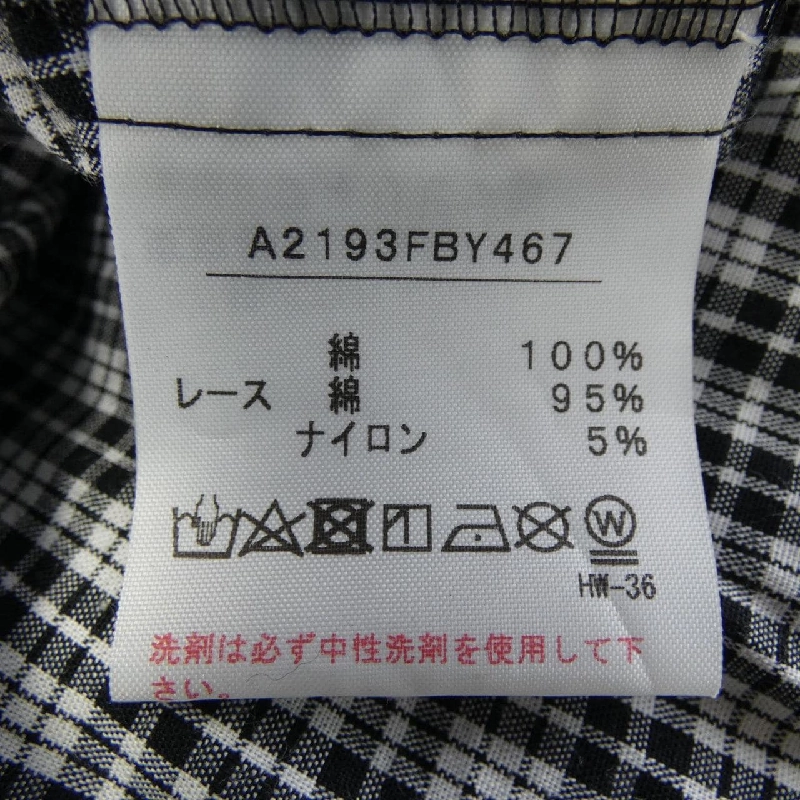 A2193FBY467
綿 100%
レース 綿 95%
ナイロン 5%
W
HW-36
洗剤は必ず中性洗剤を使用して下
さい。